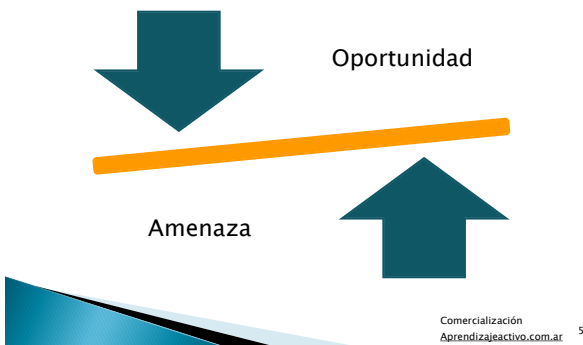 Oportunidad
Amenaza
Comercialización
Aprendizajeactivo.com.ar
5